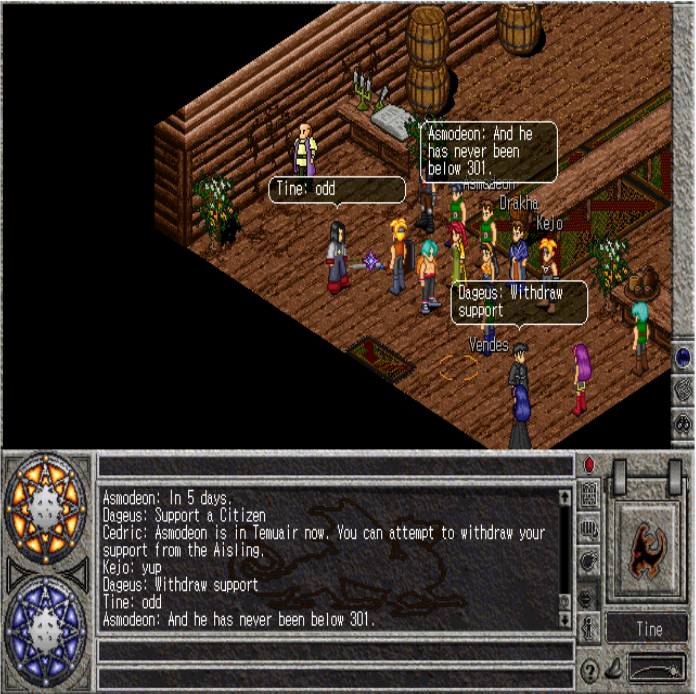 Asmodeon: And he
has never been
below 301.
Tine: odd
Asmodeon
Drakha
Kejo
Dageus: Withdraw
support
Vendes
Asmodeon: In 5 days.
Dageus: Support a Citizen
Cedric: Asmodeon is in Temuair now. You can attempt to withdraw your
support from the Aisling.
Kejo: yup
Dageus: Withdraw support
Tine: odd
Asmodeon: And he has never been below 301.
Tine
?